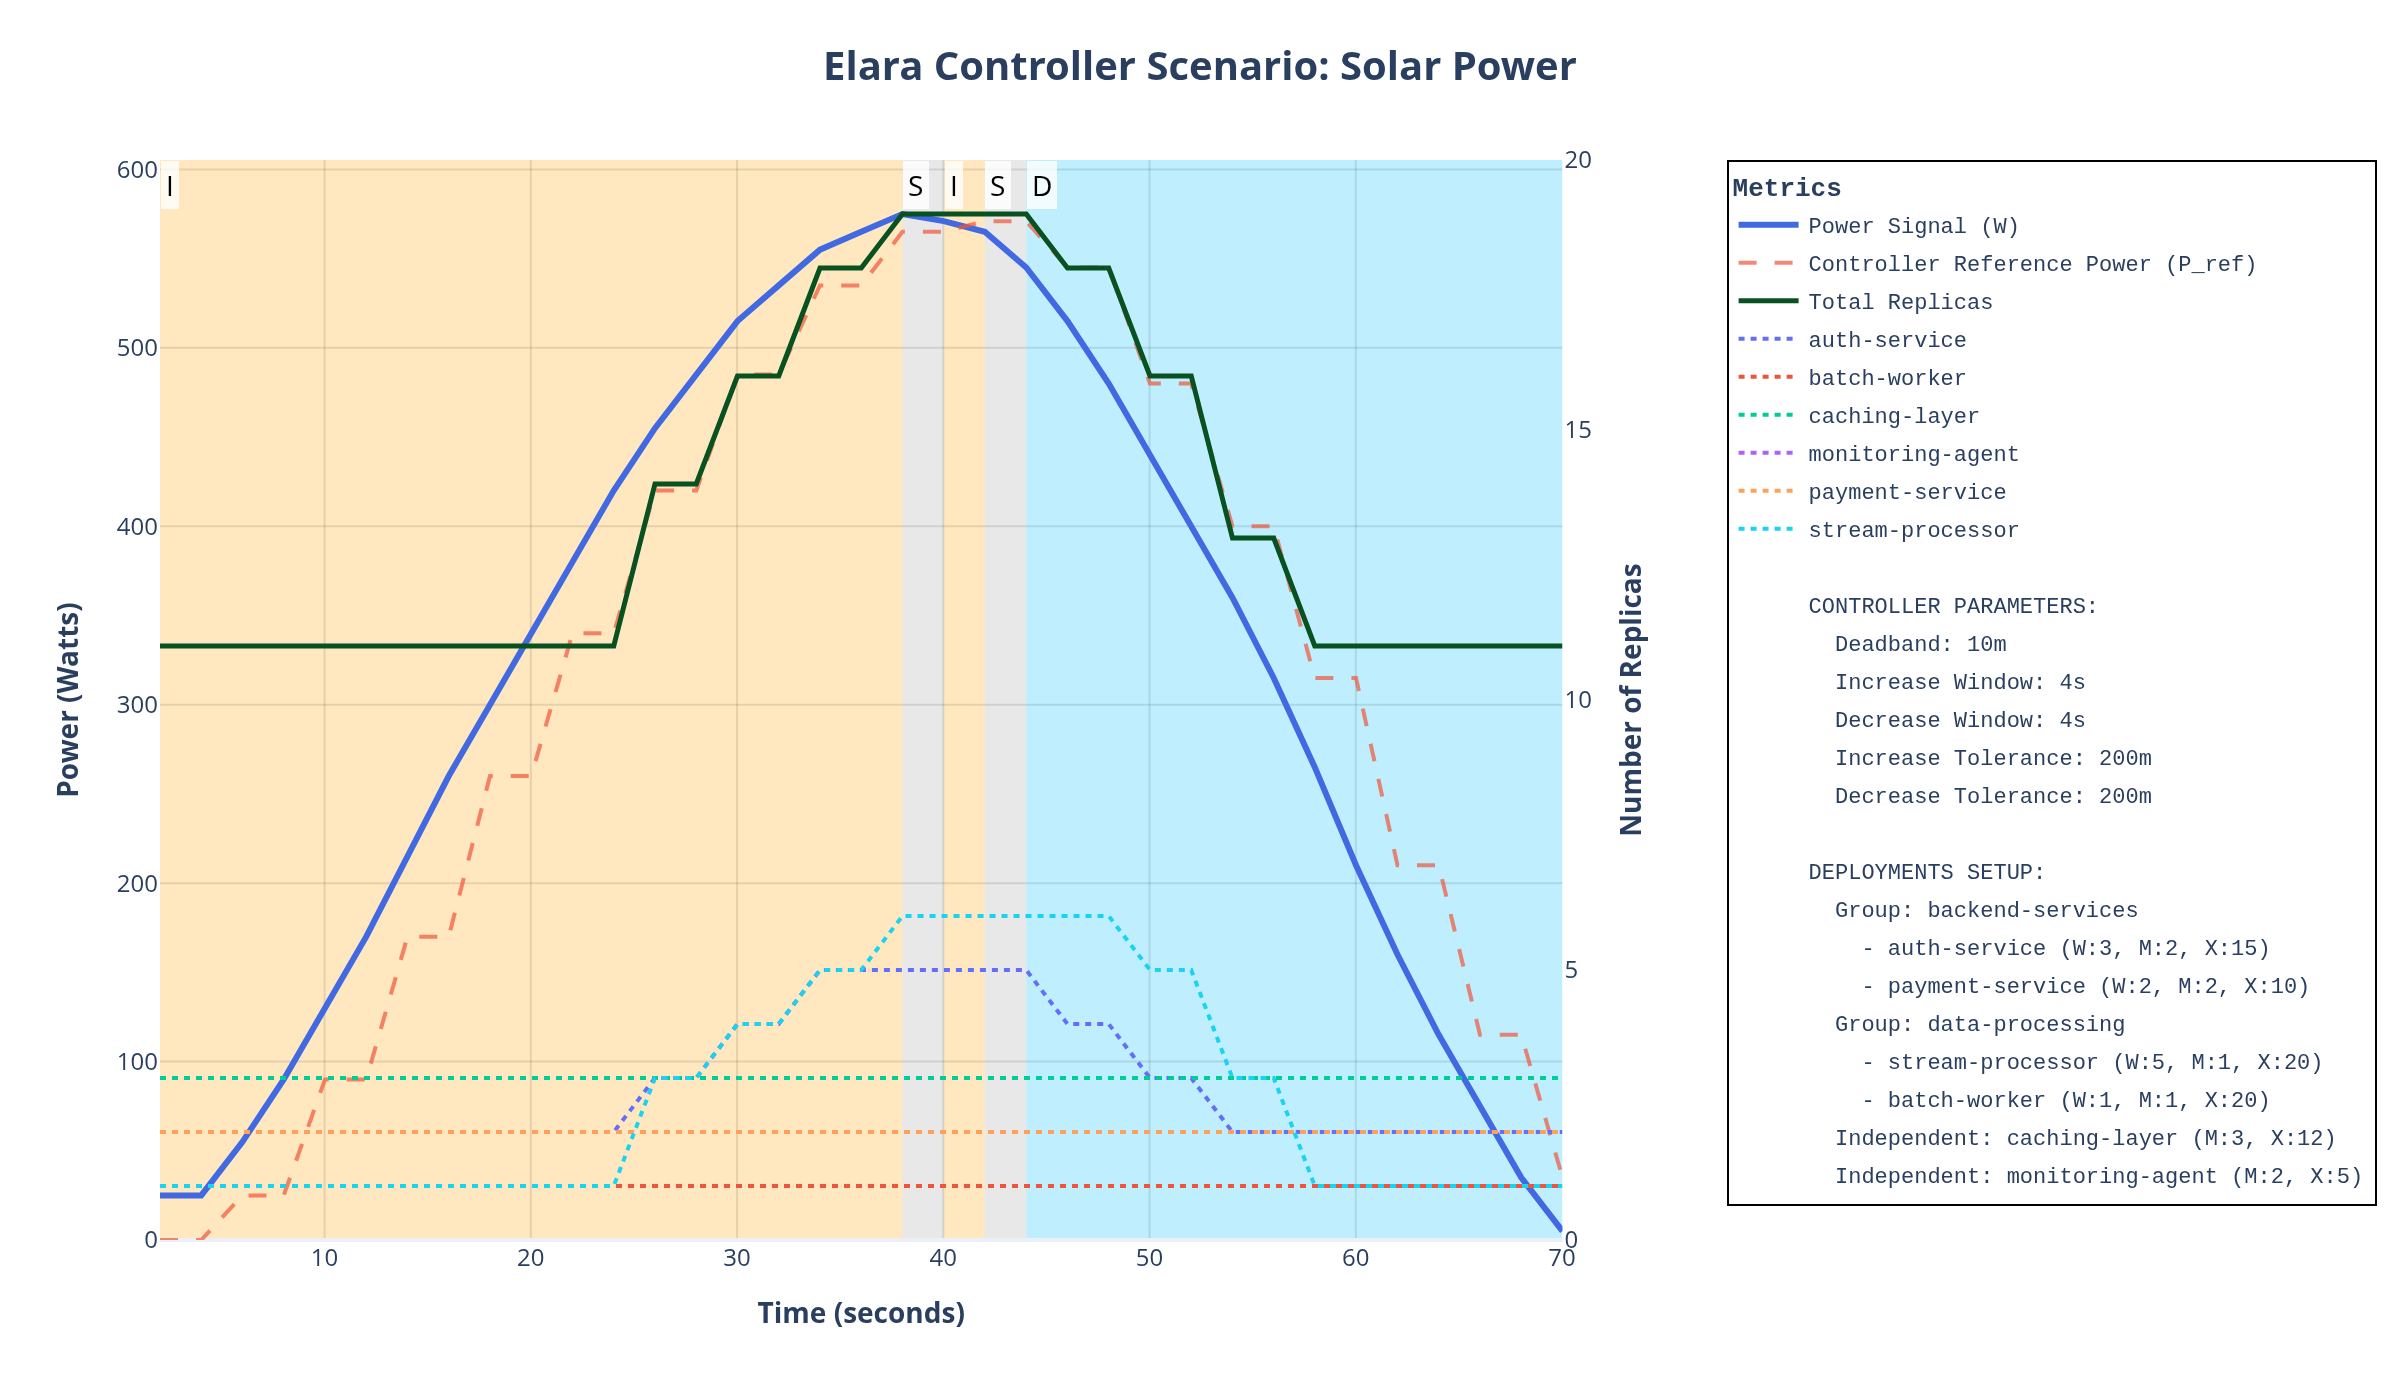 Elara Controller Scenario: Solar Power
600
500
400
300
200
100
0
Power (Watts)
I
S
I
S
D
20
15
10
5
0
Number of Replicas
10
20
30
40
50
60
70
Time (seconds)
Metrics
Power Signal (W)
Controller Reference Power (P_ref)
Total Replicas
auth-service
batch-worker
caching-layer
monitoring-agent
payment-service
stream-processor
CONTROLLER PARAMETERS:
Deadband: 10m
Increase Window: 4s
Decrease Window: 4s
Increase Tolerance: 200m
Decrease Tolerance: 200m
DEPLOYMENTS SETUP:
Group: backend-services
- auth-service (W:3, M:2, X:15)
- payment-service (W:2, M:2, X:10)
Group: data-processing
- stream-processor (W:5, M:1, X:20)
- batch-worker (W:1, M:1, X:20)
Independent: caching-layer (M:3, X:12)
Independent: monitoring-agent (M:2, X:5)